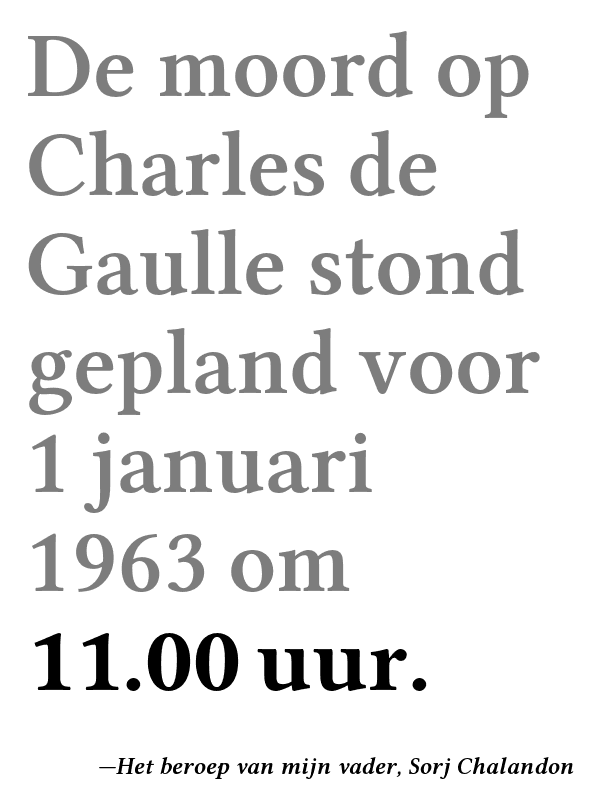 De moord op
Charles de
Gaulle stond
gepland voor
1 januari
1963 om
11.00 uur.
—Het beroep van mijn vader, Sorj Chalandon